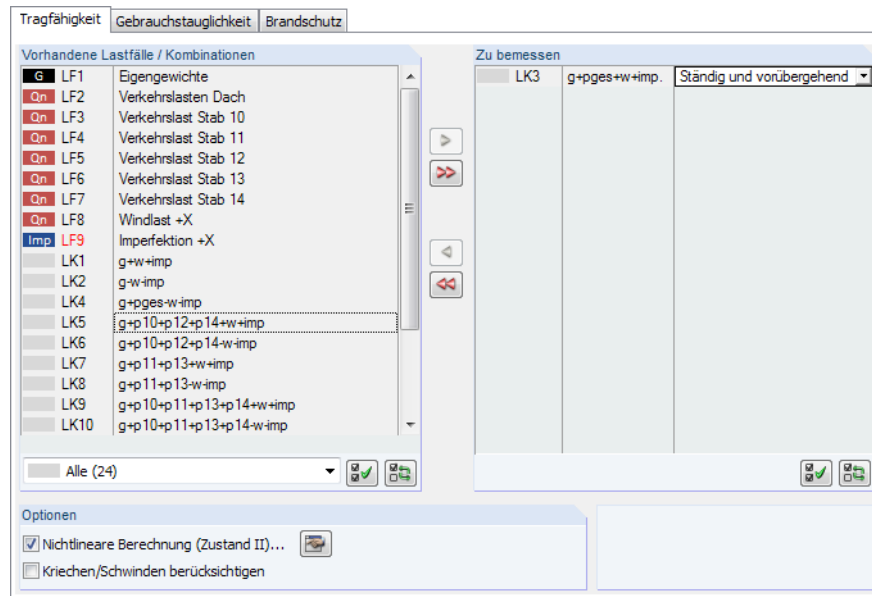 Tragfähigkeit Gebrauchstauglichkeit Brandschutz
Vorhandene Lastfälle / Kombinationen
G LF1 Eigengewichte
Qn LF2 Verkehrslasten Dach
Qn LF3 Verkehrslast Stab 10
Qn LF4 Verkehrslast Stab 11
Qn LF5 Verkehrslast Stab 12
Qn LF6 Verkehrslast Stab 13
Qn LF7 Verkehrslast Stab 14
Qn LF8 Windlast +X
Imp LF9 Imperfektion +X
LK1 g+w+imp
LK2 g-w-imp
LK4 g+pges-w-imp
LK5 g+p10+p12+p14+w+imp
LK6 g+p10+p12+p14-w-imp
LK7 g+p11+p13+w+imp
LK8 g+p11+p13-w-imp
LK9 g+p10+p11+p13+p14+w+imp
LK10 g+p10+p11+p13+p14-w-imp
Alle (24)
Zu bemessen
LK3 g+pges+w+imp. Ständig und vorübergehend
Optionen
Nichtlineare Berechnung (Zustand II)...
Kriechen/Schwinden berücksichtigen